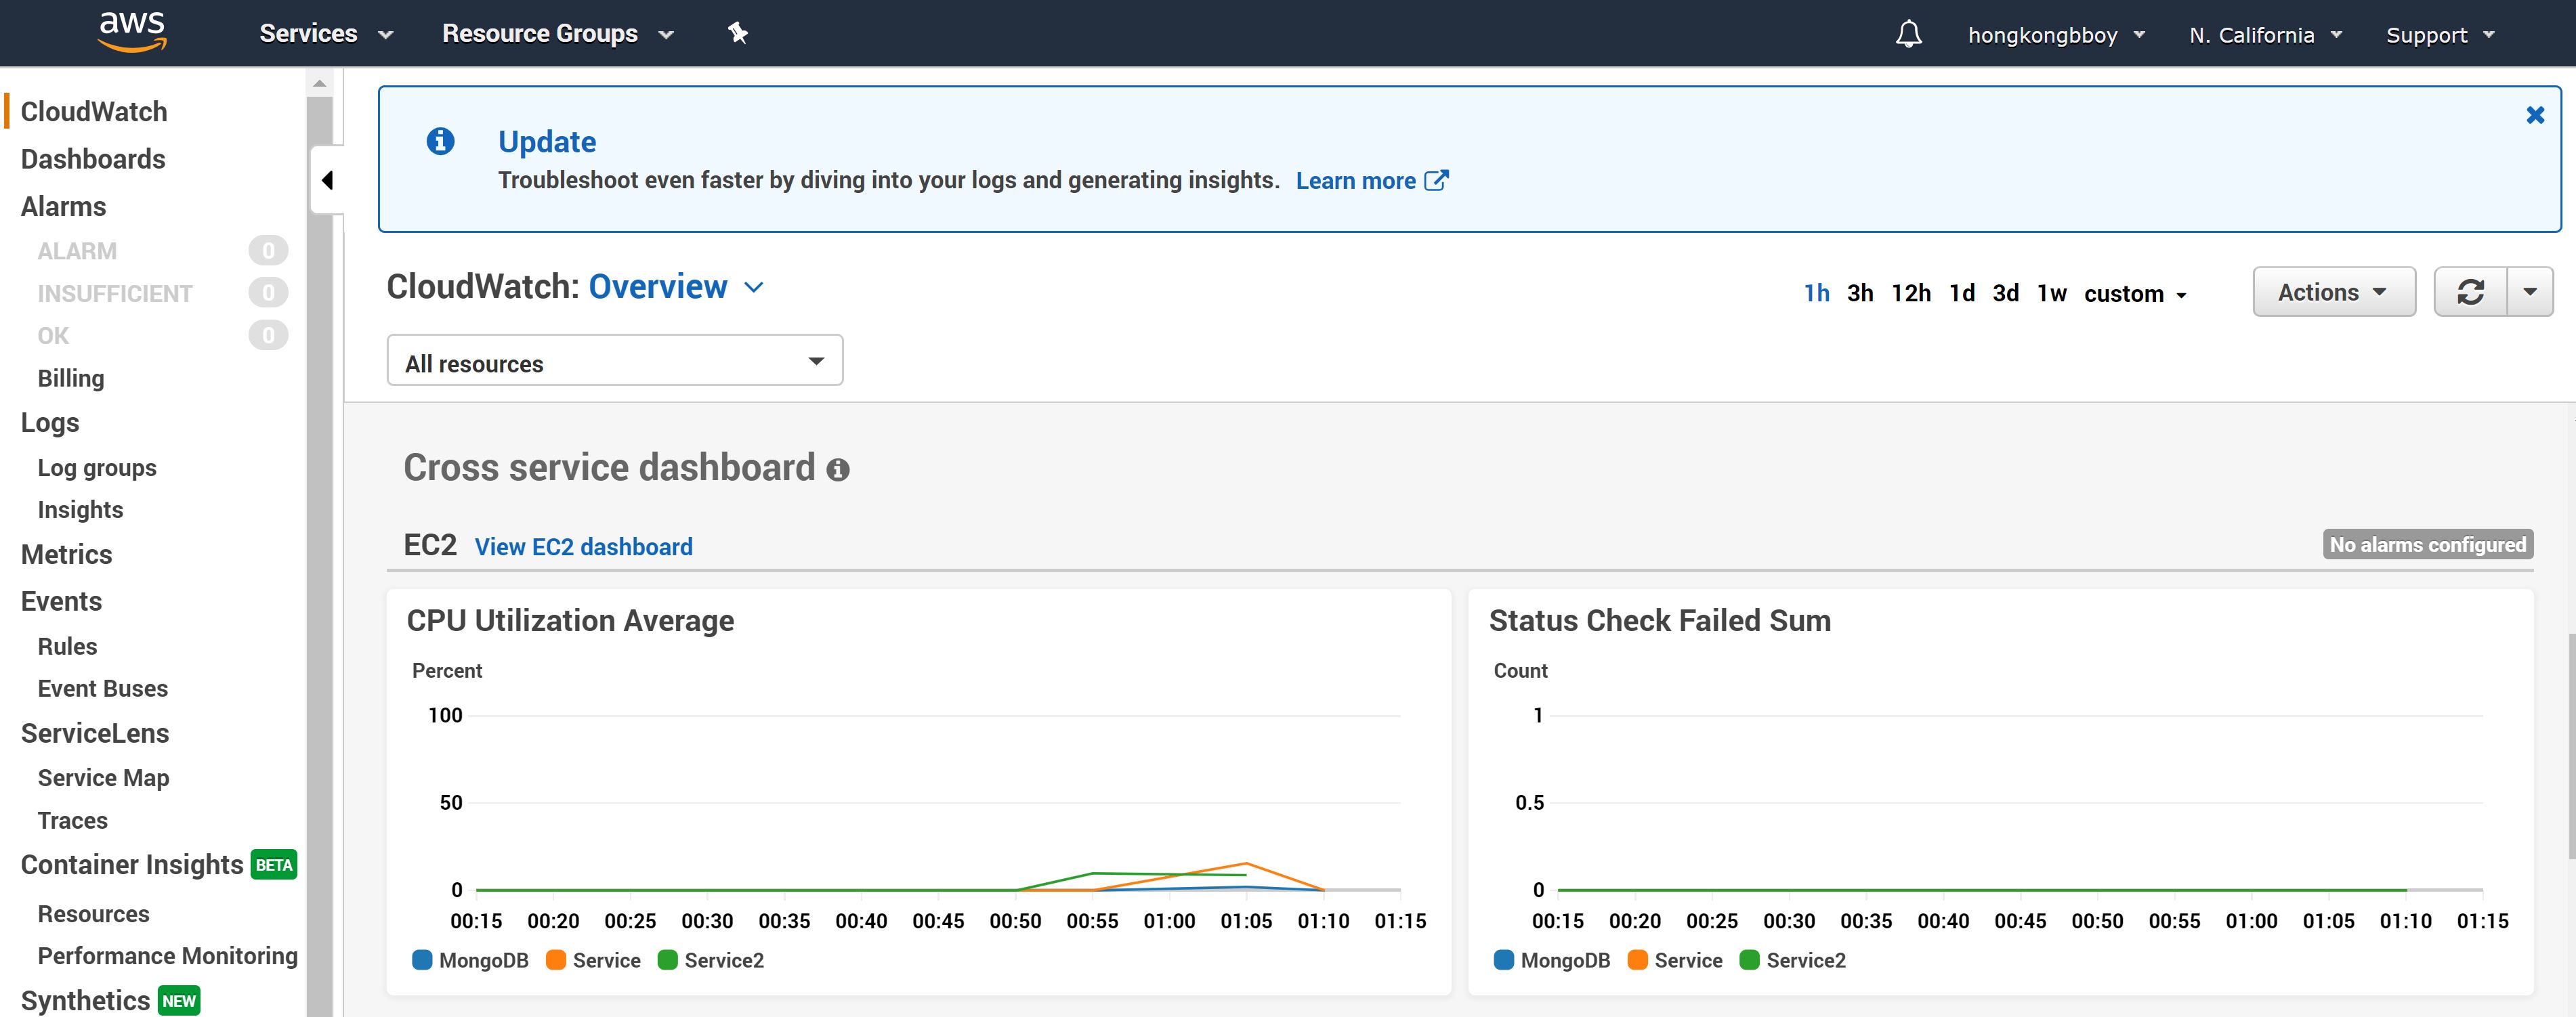 aws
Services
Resource Groups
hongkongbboy
N. California
Support
CloudWatch
Dashboards
Alarms
ALARM 0
INSUFFICIENT 0
OK 0
Billing
Logs
Log groups
Insights
Metrics
Events
Rules
Event Buses
ServiceLens
Service Map
Traces
Container Insights BETA
Resources
Performance Monitoring
Synthetics NEW
Update
Troubleshoot even faster by diving into your logs and generating insights. Learn more
CloudWatch: Overview
1h 3h 12h 1d 3d 1w custom
Actions
All resources
Cross service dashboard
EC2 View EC2 dashboard
No alarms configured
CPU Utilization Average
Percent
100
50
0
00:15 00:20 00:25 00:30 00:35 00:40 00:45 00:50 00:55 01:00 01:05 01:10 01:15
MongoDB Service Service2
Status Check Failed Sum
Count
1
0.5
0
00:15 00:20 00:25 00:30 00:35 00:40 00:45 00:50 00:55 01:00 01:05 01:10 01:15
MongoDB Service Service2